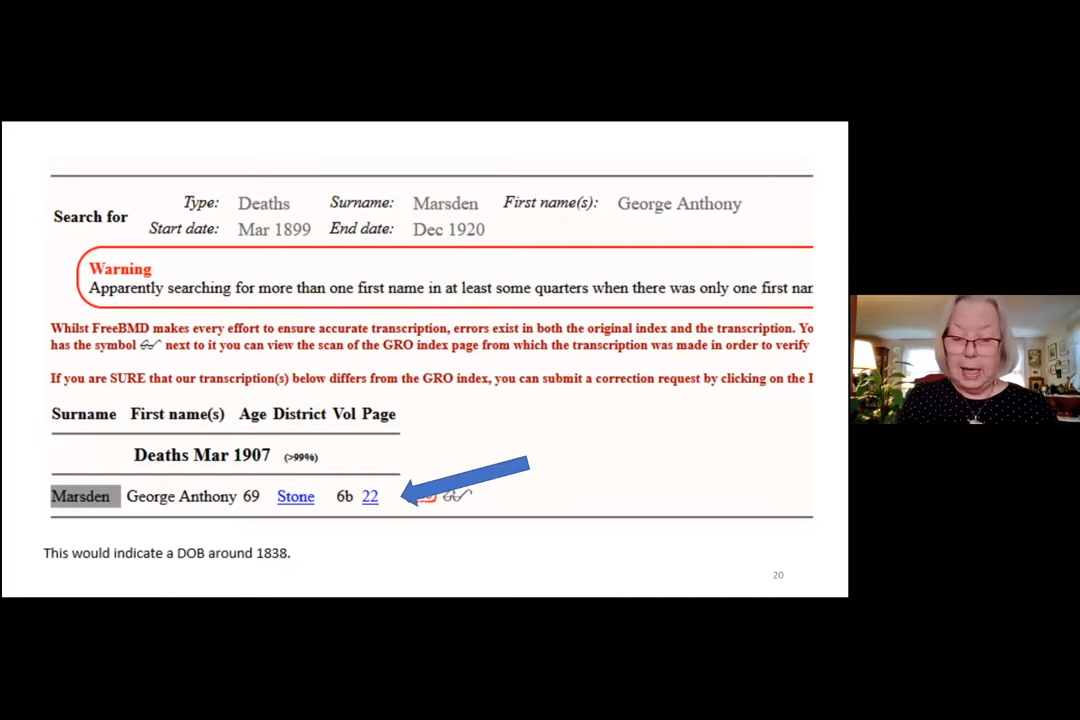 Search for
Type: Deaths Surname: Marsden First name(s): George Anthony
Start date: Mar 1899 End date: Dec 1920
Warning
Apparently searching for more than one first name in at least some quarters when there was only one first
Whilst FreeBMD makes every effort to ensure accurate transcription, errors exist in both the original index and the transcription.
has the symbol next to it you can view the scan of the GRO index page from which the transcription was made in order to verify
If you are SURE that our transcription(s) below differs from the GRO index, you can submit a correction request by clicking on the
Surname First name(s) Age District Vol Page
Deaths Mar 1907 (>99%)
Marsden George Anthony 69 Stone 6b 22
This would indicate a DOB around 1838.
20